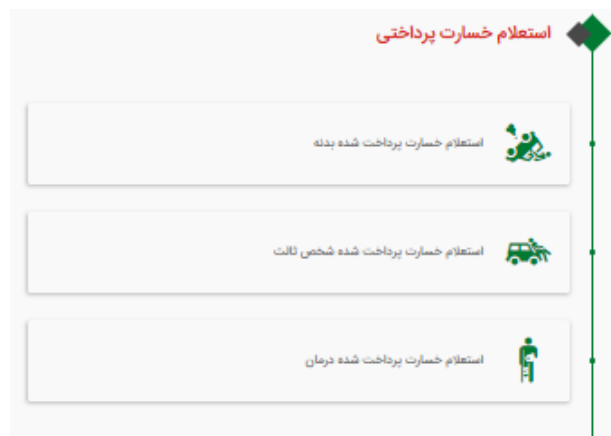 استعلام خسارت پرداختی
استعلام خسارت پرداخت شده بدنه
استعلام خسارت پرداخت شده شخص ثالث
استعلام خسارت پرداخت شده درمان